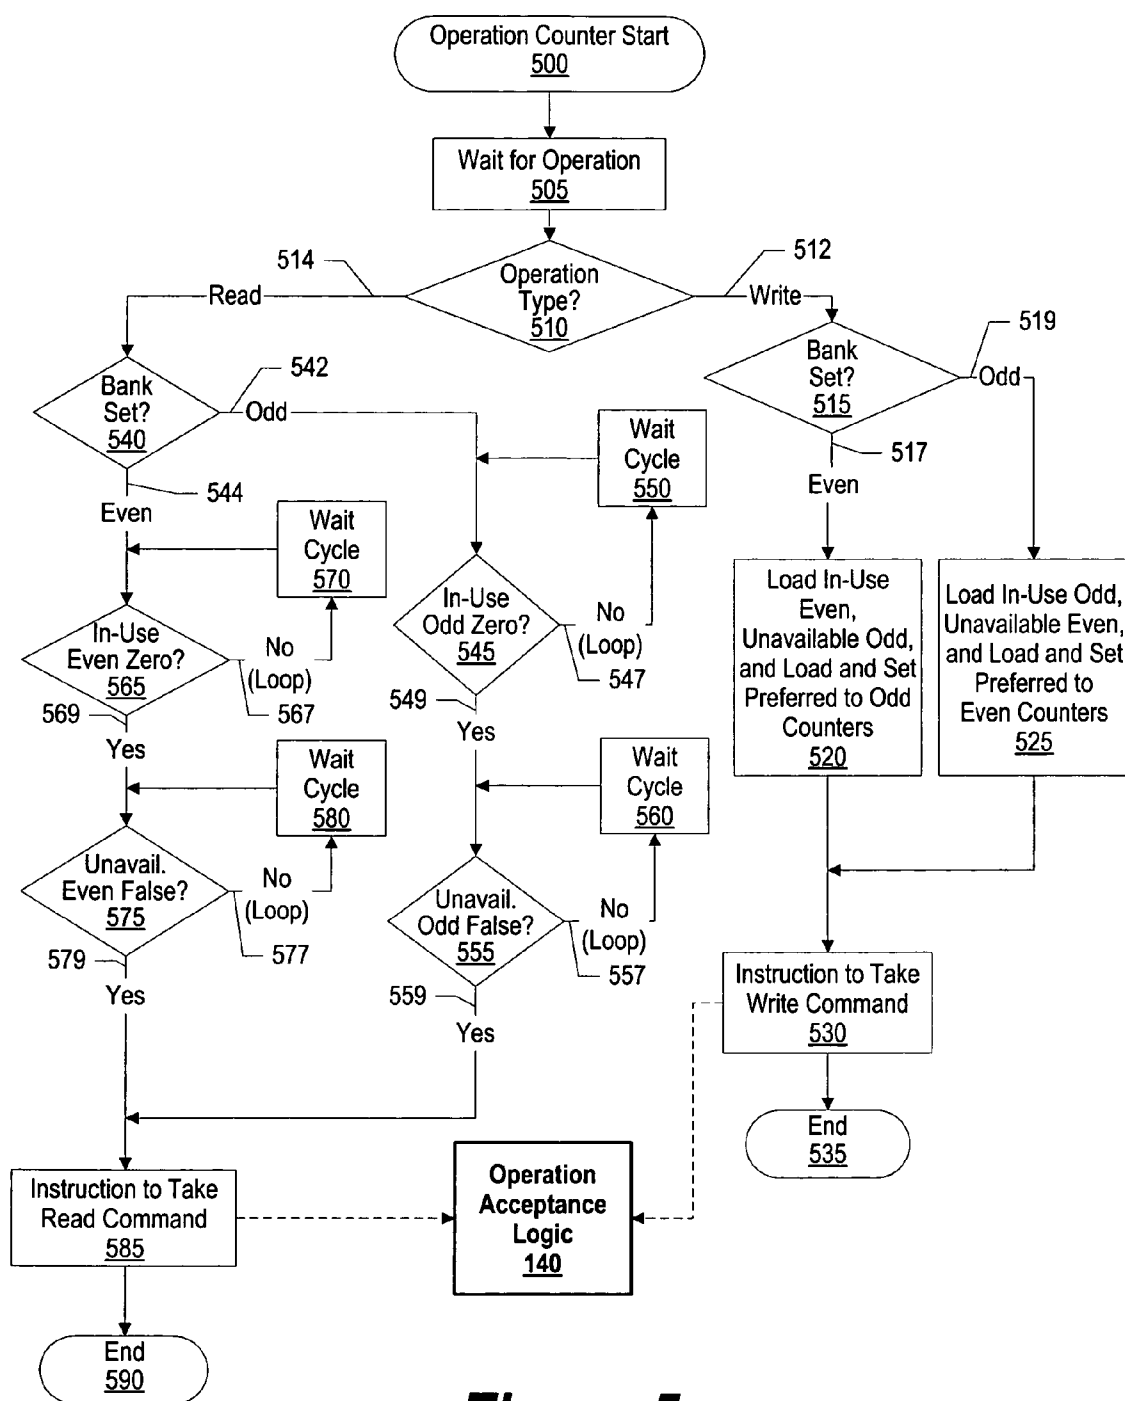 Operation Counter Start
500
Wait for Operation
505
514
512
Operation
Type?
510
Read
Write
519
Bank
Set?
515
Odd
542
Bank
Set?
540
Odd
Wait
Cycle
550
517
544
Even
Even
Wait
Cycle
570
In-Use
Odd Zero?
545
No
(Loop)
547
Load In-Use
Even,
Unavailable Odd,
and Load and Set
Preferred to Odd
Counters
520
Load In-Use Odd,
Unavailable Even,
and Load and Set
Preferred to
Even Counters
525
In-Use
Even Zero?
565
No
(Loop)
567
569
Yes
549
Yes
Wait
Cycle
580
Wait
Cycle
560
Unavail.
Even False?
575
No
(Loop)
577
579
Yes
Unavail.
Odd False?
555
No
(Loop)
557
559
Yes
Instruction to Take
Write Command
530
End
535
Instruction to Take
Read Command
585
Operation
Acceptance
Logic
140
End
590